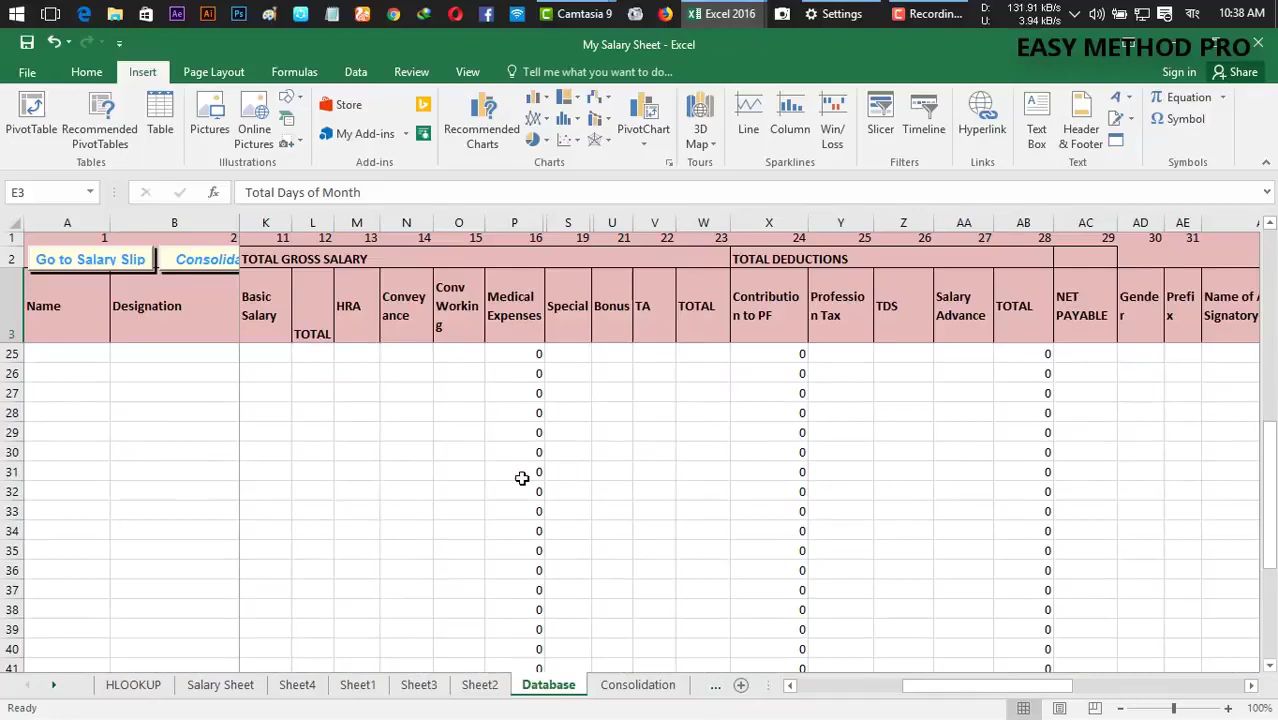 Camtasia 9
Excel 2016
Settings
Recordin...
D: 131.91 kB/s
U: 3.94 kB/s
বাং
10:38 AM
My Salary Sheet - Excel
EASY METHOD PRO
File Home Insert Page Layout Formulas Data Review View Tell me what you want to do... Sign in Share
PivotTable
Recommended PivotTables
Table
Pictures
Online Pictures
Store
My Add-ins
Recommended Charts
PivotChart
3D Map
Line
Column
Win/Loss
Slicer
Timeline
Hyperlink
Text Box
Header & Footer
Equation
Symbol
Tables Illustrations Add-ins Charts Tours Sparklines Filters Links Text Symbols
E3 fx Total Days of Month
A B K L M N O P S U V W X Y Z AA AB AC AD AE A
1 1 2 11 12 13 14 15 16 19 21 22 23 24 25 26 27 28 29 30 31
2 Go to Salary Slip Consolida TOTAL GROSS SALARY TOTAL DEDUCTIONS
3
Name
Designation
Basic Salary
TOTAL
HRA
Convey ance
Conv Workin g
Medical Expenses
Special
Bonus
TA
TOTAL
Contributio n to PF
Profession n Tax
TDS
Salary Advance
TOTAL
NET PAYABLE
Gende r
Prefi x
Name of A Signatory
25 0 0 0
26 0 0 0
27 0 0 0
28 0 0 0
29 0 0 0
30 0 0 0
31 0 0 0
32 0 0 0
33 0 0 0
34 0 0 0
35 0 0 0
36 0 0 0
37 0 0 0
38 0 0 0
39 0 0 0
40 0 0 0
41 0 0 0
HLOOKUP Salary Sheet Sheet4 Sheet1 Sheet3 Sheet2 Database Consolidation ...
Ready 100%